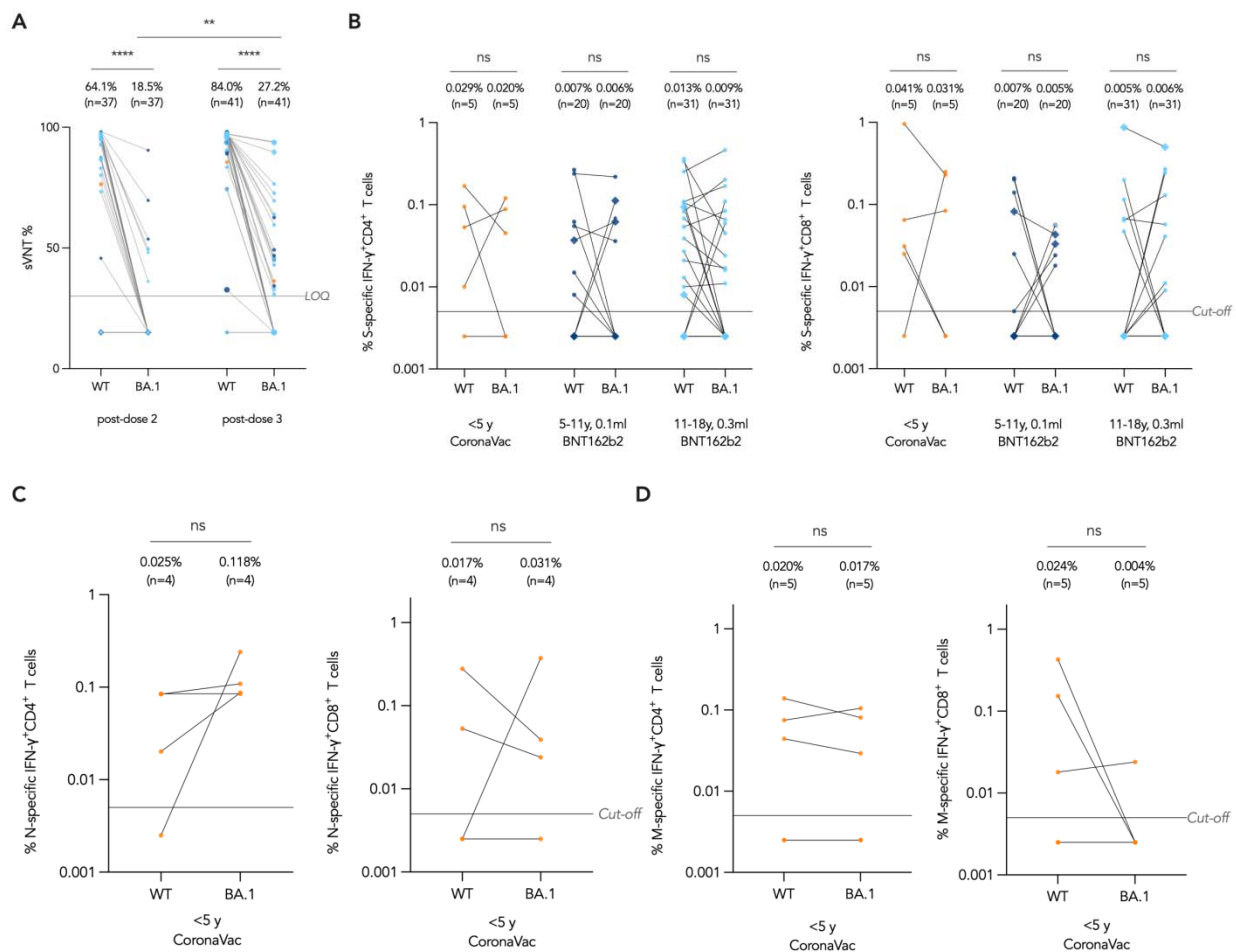 A
**
****
****
64.1% 18.5% 84.0% 27.2%
(n=37) (n=37) (n=41) (n=41)
100
50
0
sVNT %
LOQ
WT BA.1 WT BA.1
post-dose 2 post-dose 3
B
ns ns ns
0.029% 0.020% 0.007% 0.006% 0.013% 0.009%
(n=5) (n=5) (n=20) (n=20) (n=31) (n=31)
1
0.1
0.01
0.001
% S-specific IFN-γ⁺CD4⁺ T cells
WT BA.1 WT BA.1 WT BA.1
<5 y 5-11y, 0.1ml 11-18y, 0.3ml
CoronaVac BNT162b2 BNT162b2
ns ns ns
0.041% 0.031% 0.007% 0.005% 0.005% 0.006%
(n=5) (n=5) (n=20) (n=20) (n=31) (n=31)
1
0.1
0.01
0.001
% S-specific IFN-γ⁺CD8⁺ T cells
Cut-off
WT BA.1 WT BA.1 WT BA.1
<5 y 5-11y, 0.1ml 11-18y, 0.3ml
CoronaVac BNT162b2 BNT162b2
C
ns
0.025% 0.118%
(n=4) (n=4)
1
0.1
0.01
0.001
% N-specific IFN-γ⁺CD4⁺ T cells
WT BA.1
<5 y
CoronaVac
ns
0.017% 0.031%
(n=4) (n=4)
1
0.1
0.01
0.001
% N-specific IFN-γ⁺CD8⁺ T cells
Cut-off
WT BA.1
<5 y
CoronaVac
D
ns
0.020% 0.017%
(n=5) (n=5)
1
0.1
0.01
0.001
% M-specific IFN-γ⁺CD4⁺ T cells
WT BA.1
<5 y
CoronaVac
ns
0.024% 0.004%
(n=5) (n=5)
1
0.1
0.01
0.001
% M-specific IFN-γ⁺CD8⁺ T cells
Cut-off
WT BA.1
<5 y
CoronaVac